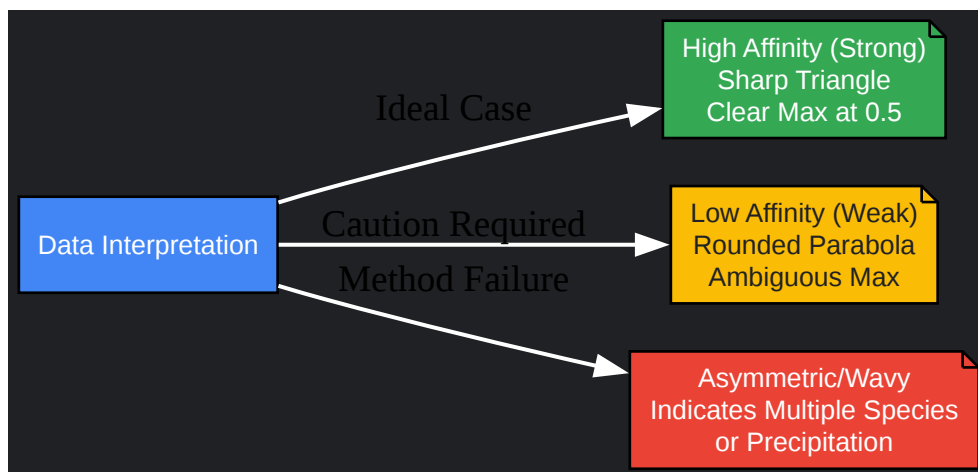 Data Interpretation
Ideal Case
High Affinity (Strong)
Sharp Triangle
Clear Max at 0.5
Caution Required
Low Affinity (Weak)
Rounded Parabola
Ambiguous Max
Method Failure
Asymmetric/Wavy
Indicates Multiple Species
or Precipitation